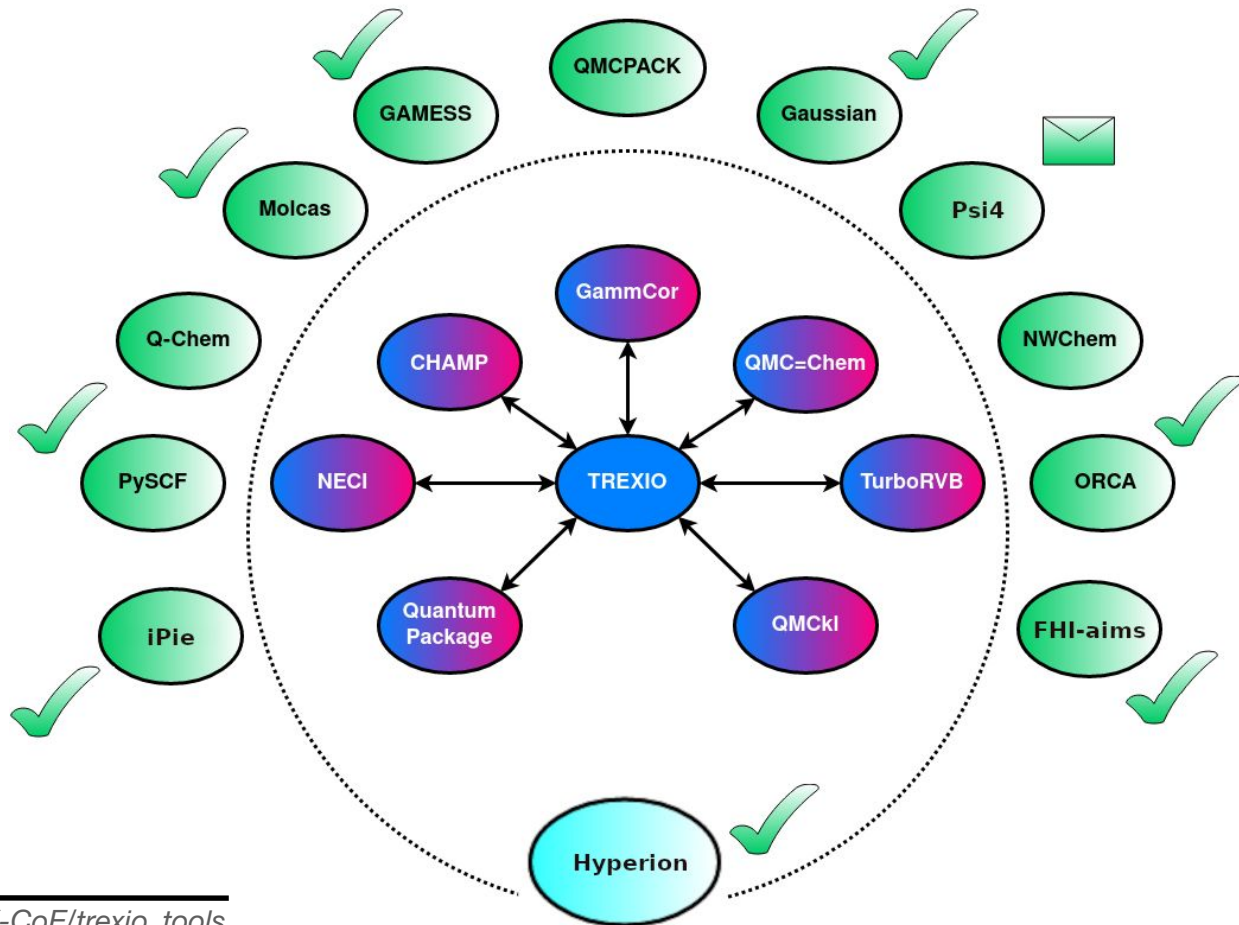 QMCPACK
GAMESS
Gaussian
Molcas
Psi4
GammCor
Q-Chem
NWChem
CHAMP
QMC=Chem
PySCF
NECI
TREXIO
TurboRVB
ORCA
iPie
Quantum
Package
QMCkl
FHI-aims
Hyperion
-CoE/trexio_tools